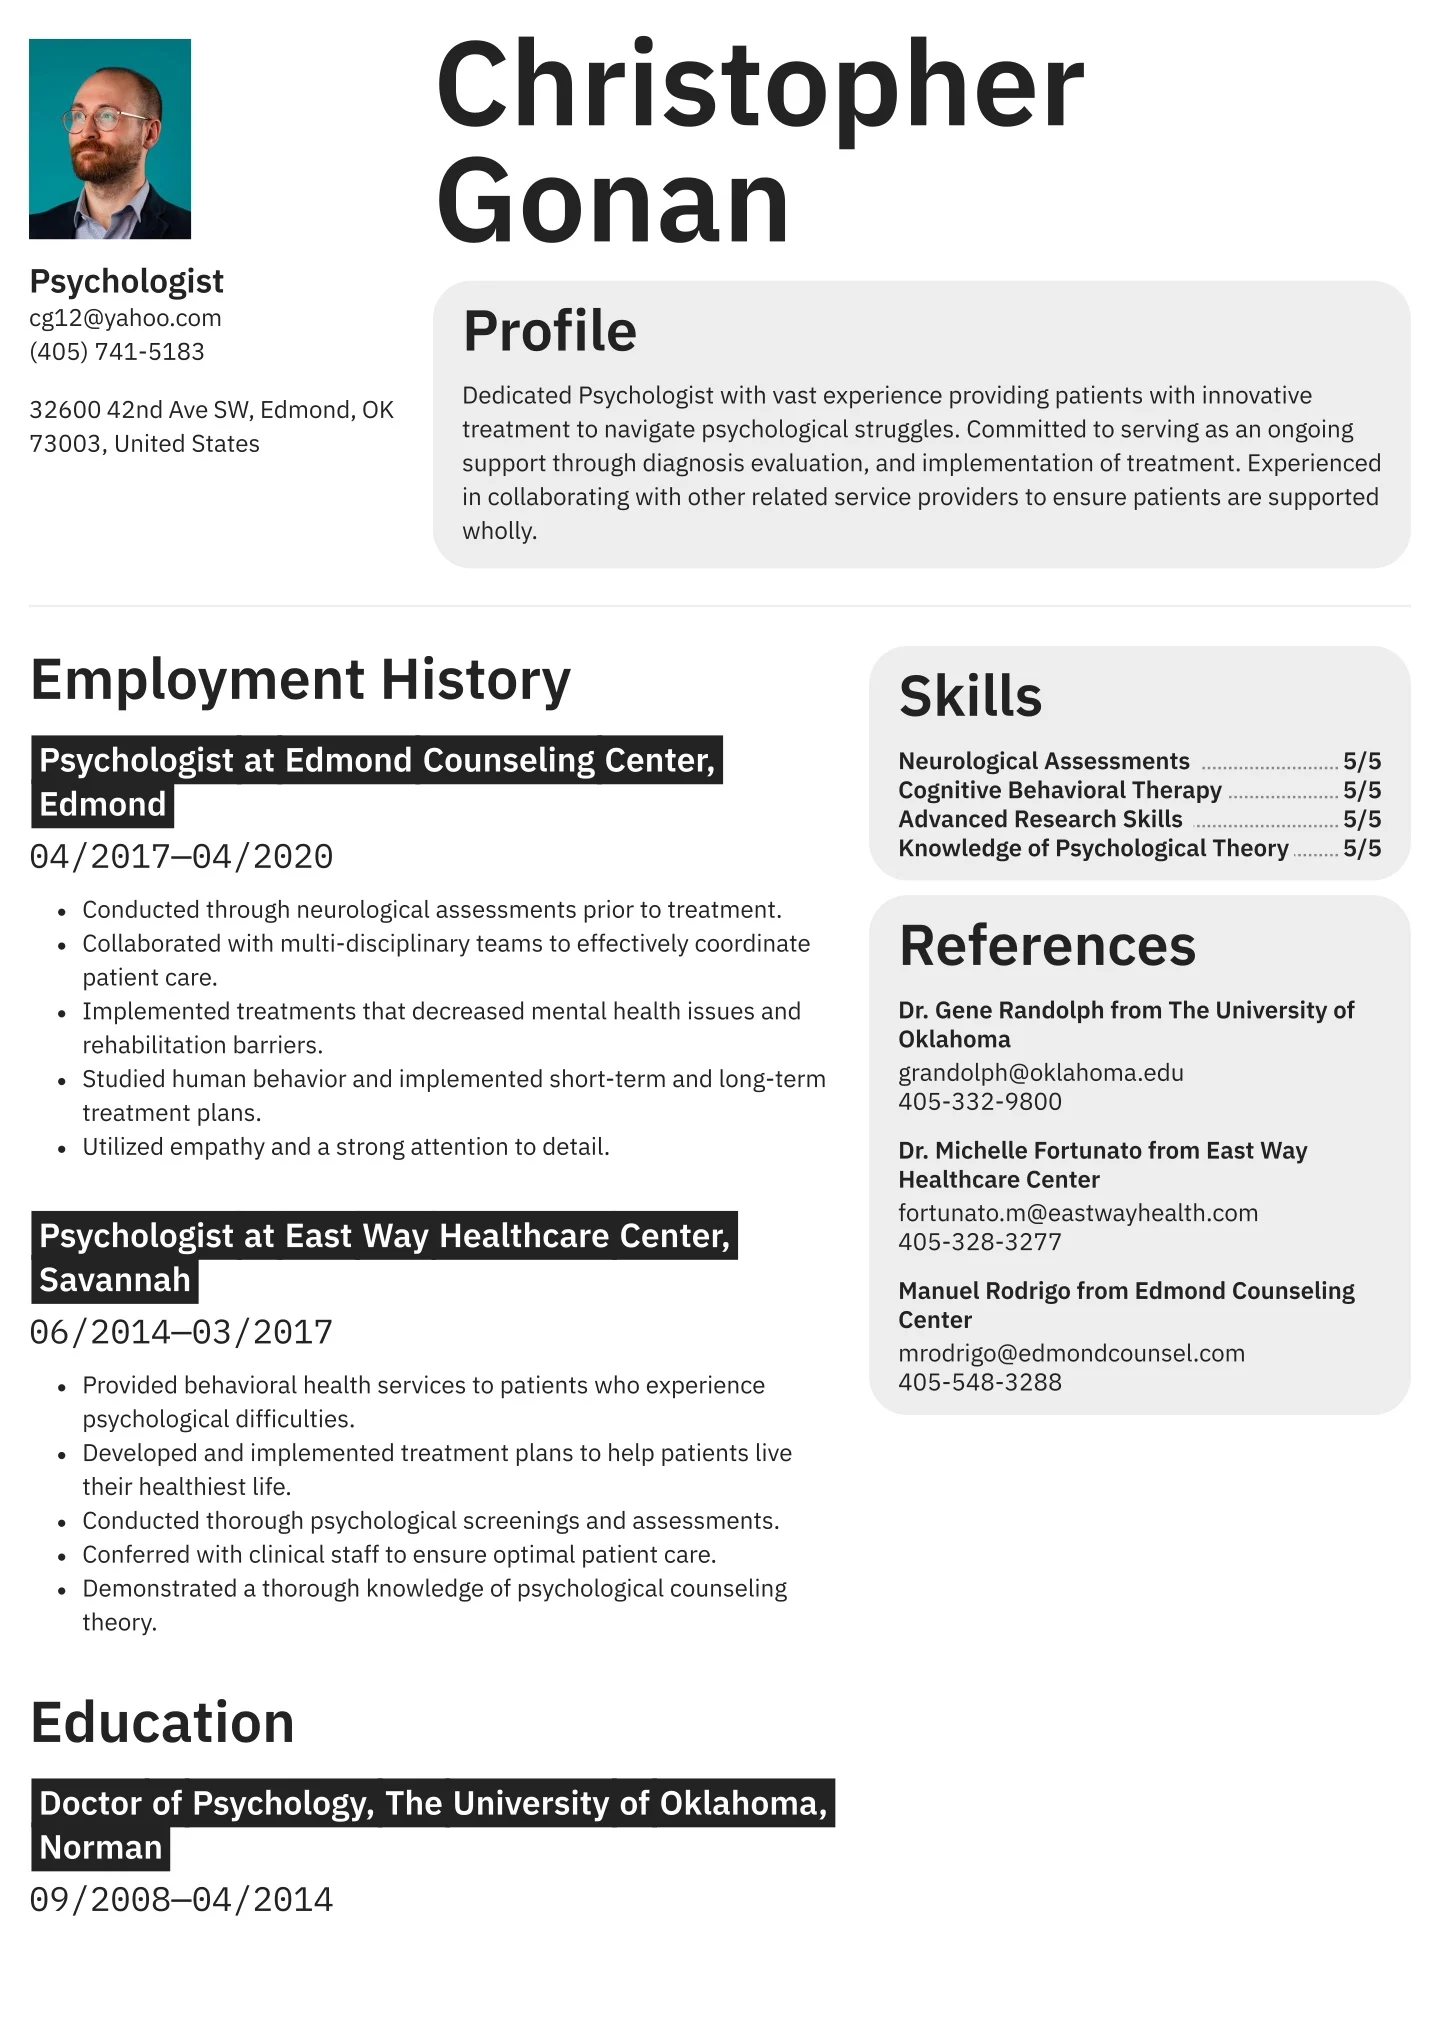 Christopher
Gonan
Psychologist
cg12@yahoo.com
(405) 741-5183
32600 42nd Ave SW, Edmond, OK
73003, United States
Profile
Dedicated Psychologist with vast experience providing patients with innovative
treatment to navigate psychological struggles. Committed to serving as an ongoing
support through diagnosis evaluation, and implementation of treatment. Experienced
in collaborating with other related service providers to ensure patients are supported
wholly.
Employment History
Psychologist at Edmond Counseling Center,
Edmond
04/2017—04/2020
• Conducted through neurological assessments prior to treatment.
• Collaborated with multi-disciplinary teams to effectively coordinate
patient care.
• Implemented treatments that decreased mental health issues and
rehabilitation barriers.
• Studied human behavior and implemented short-term and long-term
treatment plans.
• Utilized empathy and a strong attention to detail.
Psychologist at East Way Healthcare Center,
Savannah
06/2014—03/2017
• Provided behavioral health services to patients who experience
psychological difficulties.
• Developed and implemented treatment plans to help patients live
their healthiest life.
• Conducted thorough psychological screenings and assessments.
• Conferred with clinical staff to ensure optimal patient care.
• Demonstrated a thorough knowledge of psychological counseling
theory.
Education
Doctor of Psychology, The University of Oklahoma,
Norman
09/2008—04/2014
Skills
Neurological Assessments 5/5
Cognitive Behavioral Therapy 5/5
Advanced Research Skills 5/5
Knowledge of Psychological Theory 5/5
References
Dr. Gene Randolph from The University of
Oklahoma
grandolph@oklahoma.edu
405-332-9800
Dr. Michelle Fortunato from East Way
Healthcare Center
fortunato.m@eastwayhealth.com
405-328-3277
Manuel Rodrigo from Edmond Counseling
Center
mrodrigo@edmondcounsel.com
405-548-3288